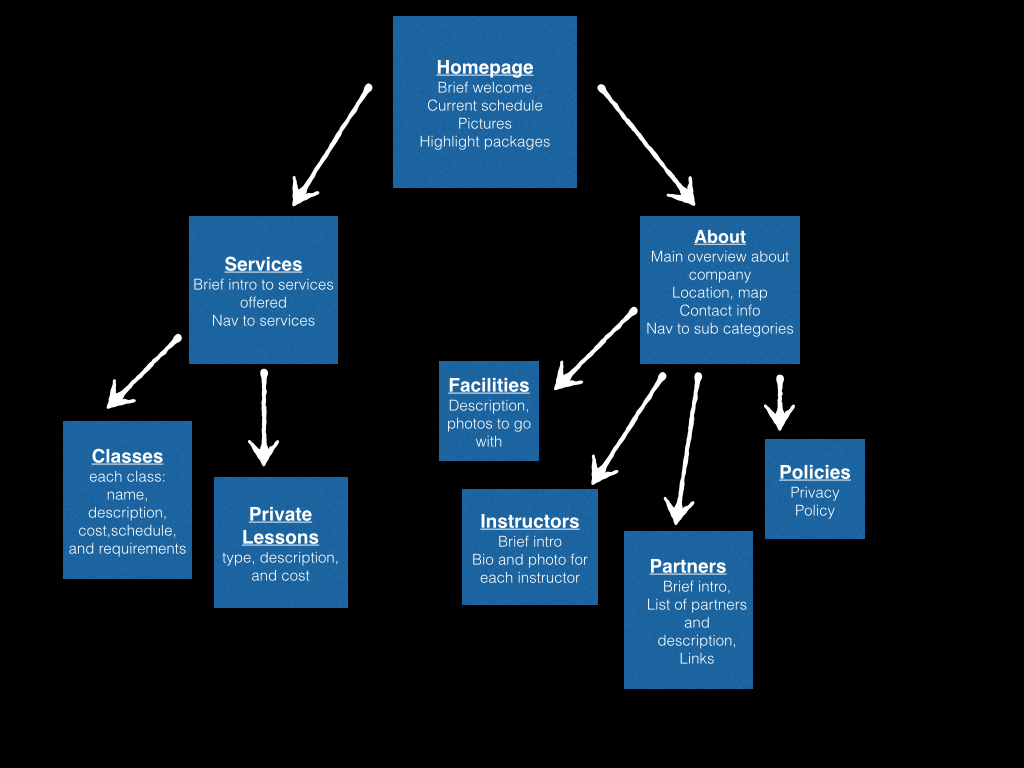 Homepage
Brief welcome
Current schedule
Pictures
Highlight packages
Services
Brief intro to services
offered
Nav to services
About
Main overview about
company
Location, map
Contact info
Nav to sub categories
Classes
each class:
name,
description,
cost,schedule,
and requirements
Private
Lessons
type, description,
and cost
Facilities
Description,
photos to go
with
Instructors
Brief intro
Bio and photo for
each instructor
Partners
Brief intro,
List of partners
and
description,
Links
Policies
Privacy
Policy